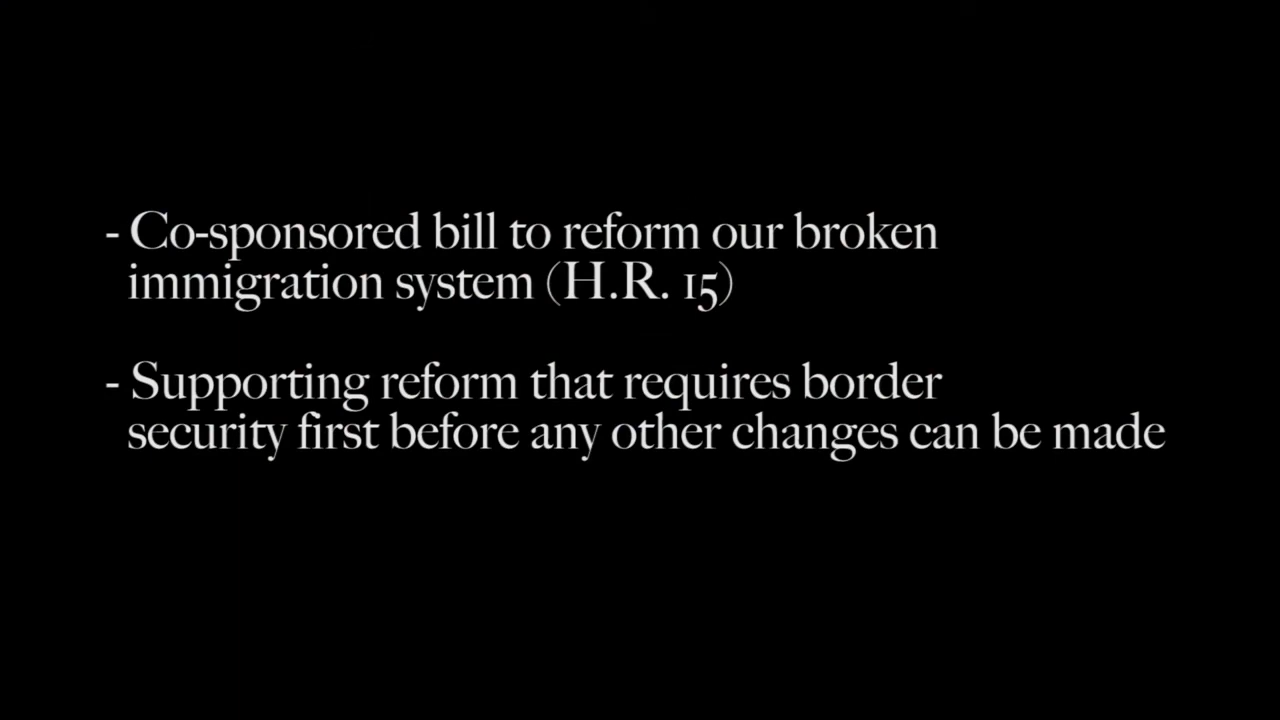 - Co-sponsored bill to reform our broken
immigration system (H.R. 15)
- Supporting reform that requires border
security first before any other changes can be made